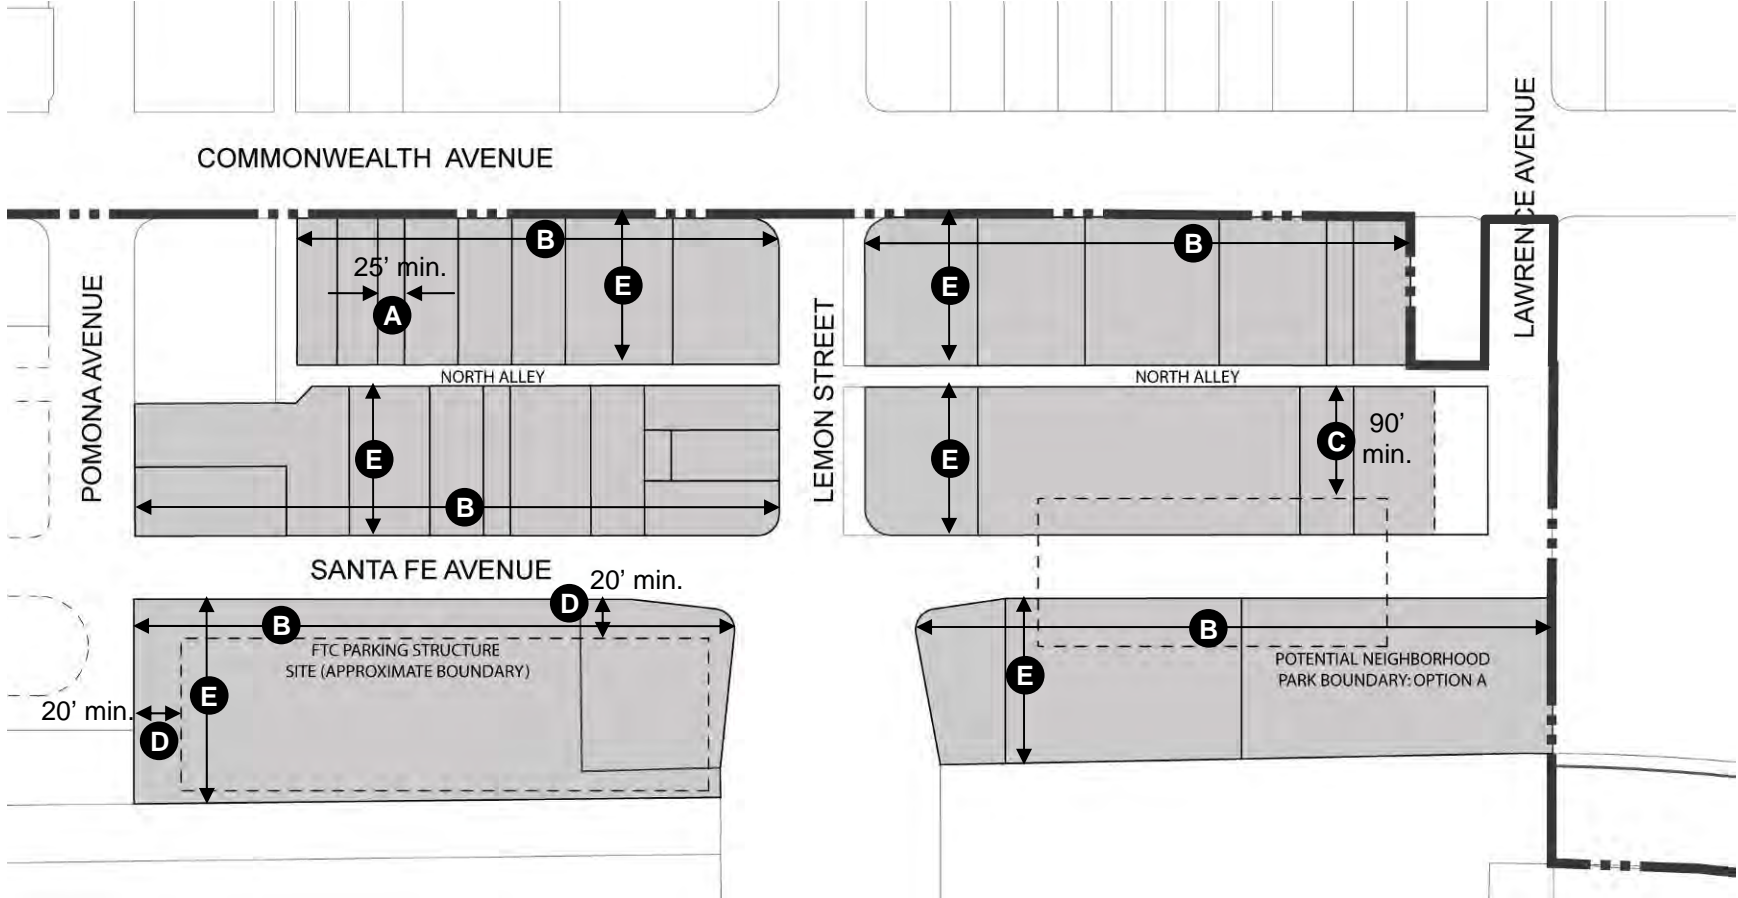 COMMONWEALTH AVENUE
LAWRENCE AVENUE
B
B
25’ min.
E
E
A
POMONA AVENUE
LEMON STREET
NORTH ALLEY
NORTH ALLEY
90’
min.
C
E
E
B
SANTA FE AVENUE
20’ min.
D
B
B
FTC PARKING STRUCTURE
SITE (APPROXIMATE BOUNDARY)
POTENTIAL NEIGHBORHOOD
PARK BOUNDARY: OPTION A
E
E
20’ min.
D